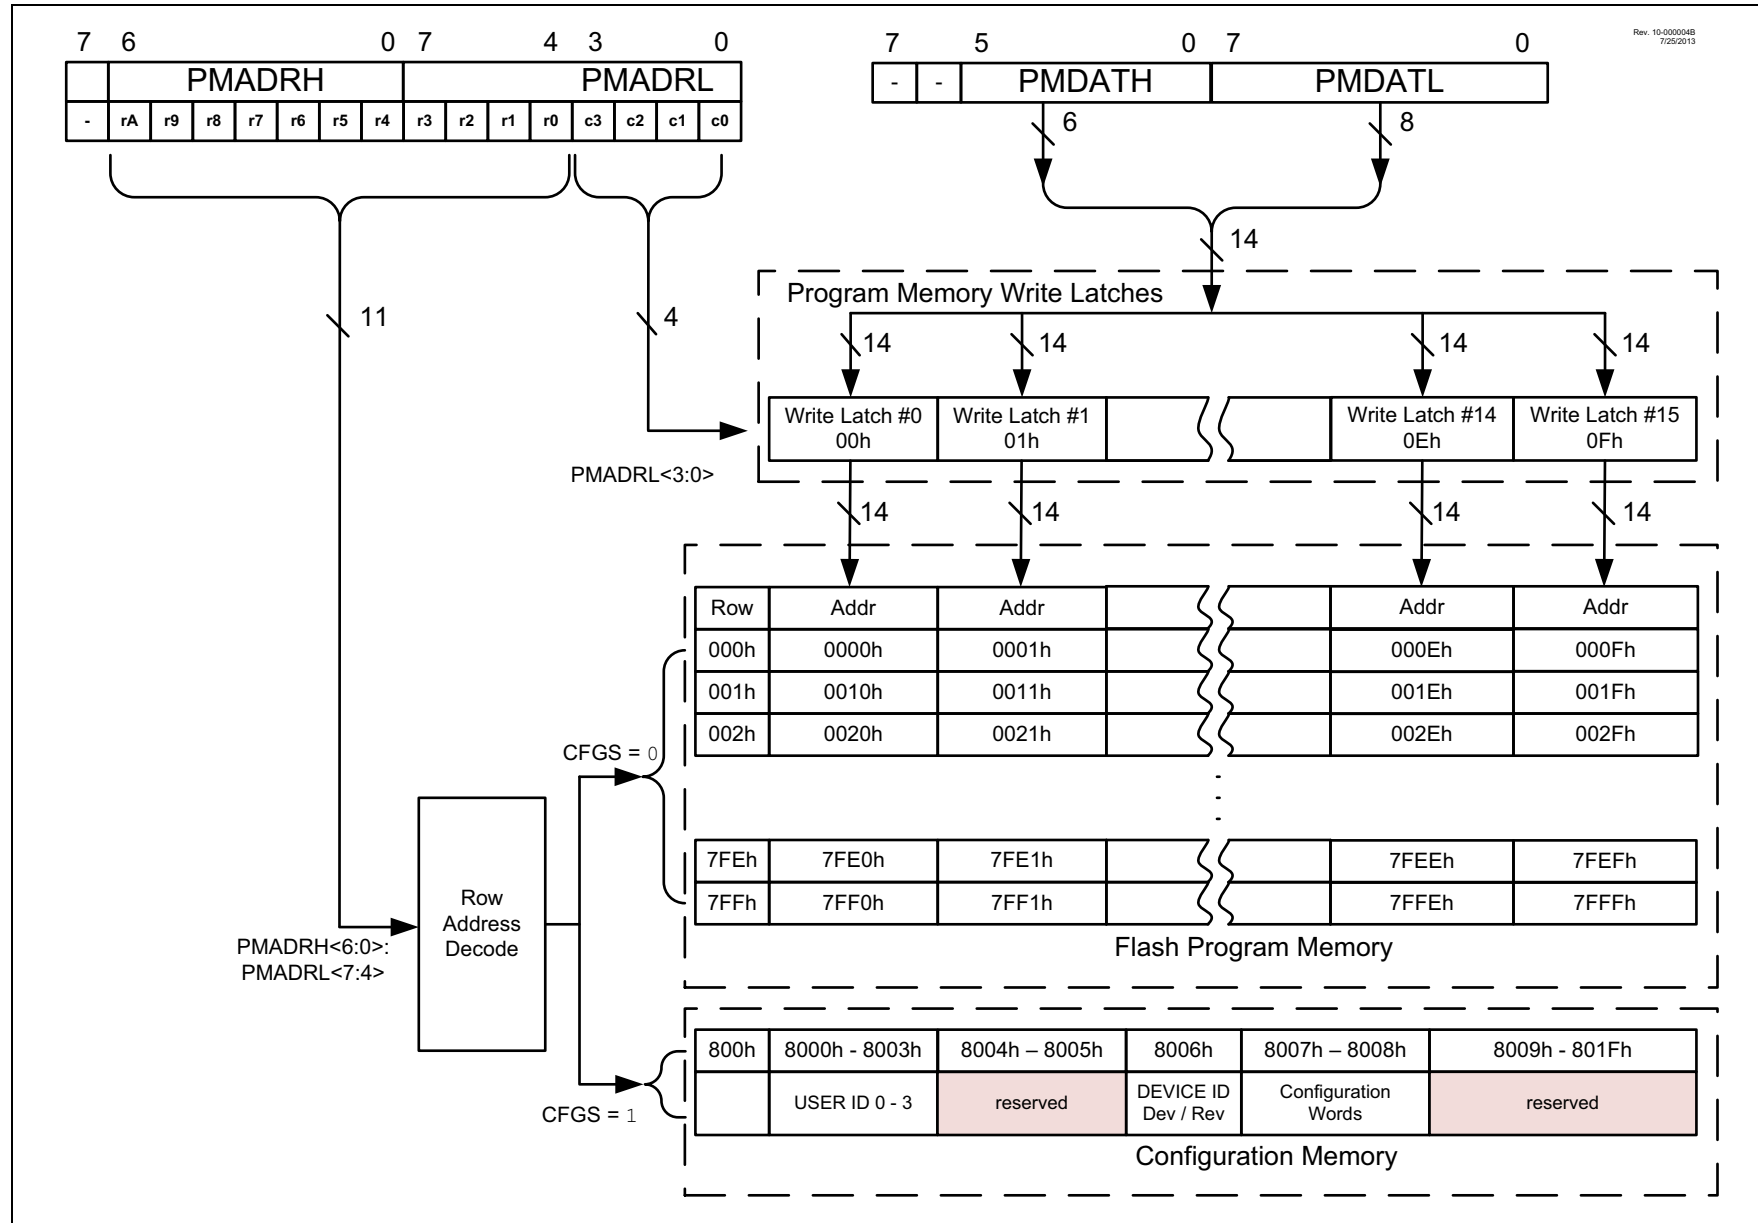 7 6 0 7 4 3 0
PMADRH PMADRL
- rA r9 r8 r7 r6 r5 r4 r3 r2 r1 r0 c3 c2 c1 c0
7 5 0 7 0
- - PMDATH PMDATL
Rev. 10-000004B
7/25/2013
6 8
14
11
4
Program Memory Write Latches
14 14 14 14
Write Latch #0
00h
Write Latch #1
01h
Write Latch #14
0Eh
Write Latch #15
0Fh
PMADRL<3:0>
14 14 14 14
Row Addr Addr Addr Addr
000h 0000h 0001h 000Eh 000Fh
001h 0010h 0011h 001Eh 001Fh
002h 0020h 0021h 002Eh 002Fh
CFGS = 0
7FEh 7FE0h 7FE1h 7FEEh 7FEFh
7FFh 7FF0h 7FF1h 7FFEh 7FFFh
Flash Program Memory
Row
Address
Decode
PMADRH<6:0>:
PMADRL<7:4>
800h 8000h - 8003h 8004h – 8005h 8006h 8007h – 8008h 8009h - 801Fh
USER ID 0 - 3
reserved
DEVICE ID
Dev / Rev
Configuration
Words
reserved
CFGS = 1
Configuration Memory